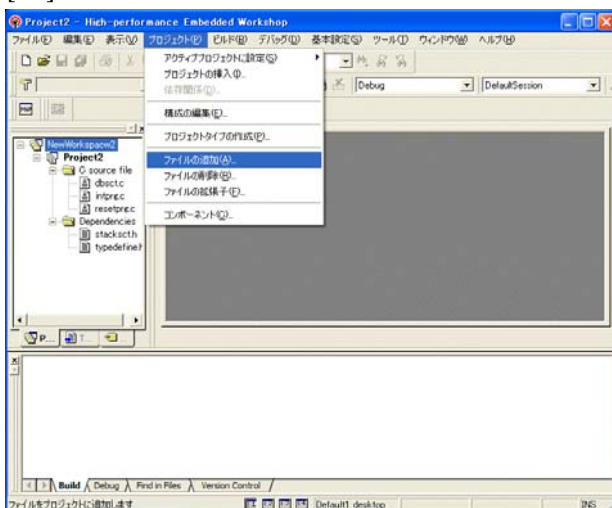 Project2 - High-performance Embedded Workshop
ファイル(F) 編集(E) 表示(V) プロジェクト(P) ビルド(B) デバッグ(D) 基本設定(S) ツール(T) ウィンドウ(W) ヘルプ(H)
アクティブプロジェクトに設定(S)
プロジェクトの挿入(I)...
依存関係(D)...
構成の編集(E)...
プロジェクトタイプの作成(P)...
ファイルの追加(A)...
ファイルの削除(R)...
ファイルの拡張子(F)...
コンポーネント(C)...
Debug
DefaultSession
NewWorkspace2
Project2
C source file
dbsct.c
intprg.c
resetprg.c
Dependencies
stacksct.h
typedefine.h
P...
T...
Build
Debug
Find in Files
Version Control
ファイルをプロジェクトに追加します
Default1 desktop
INS